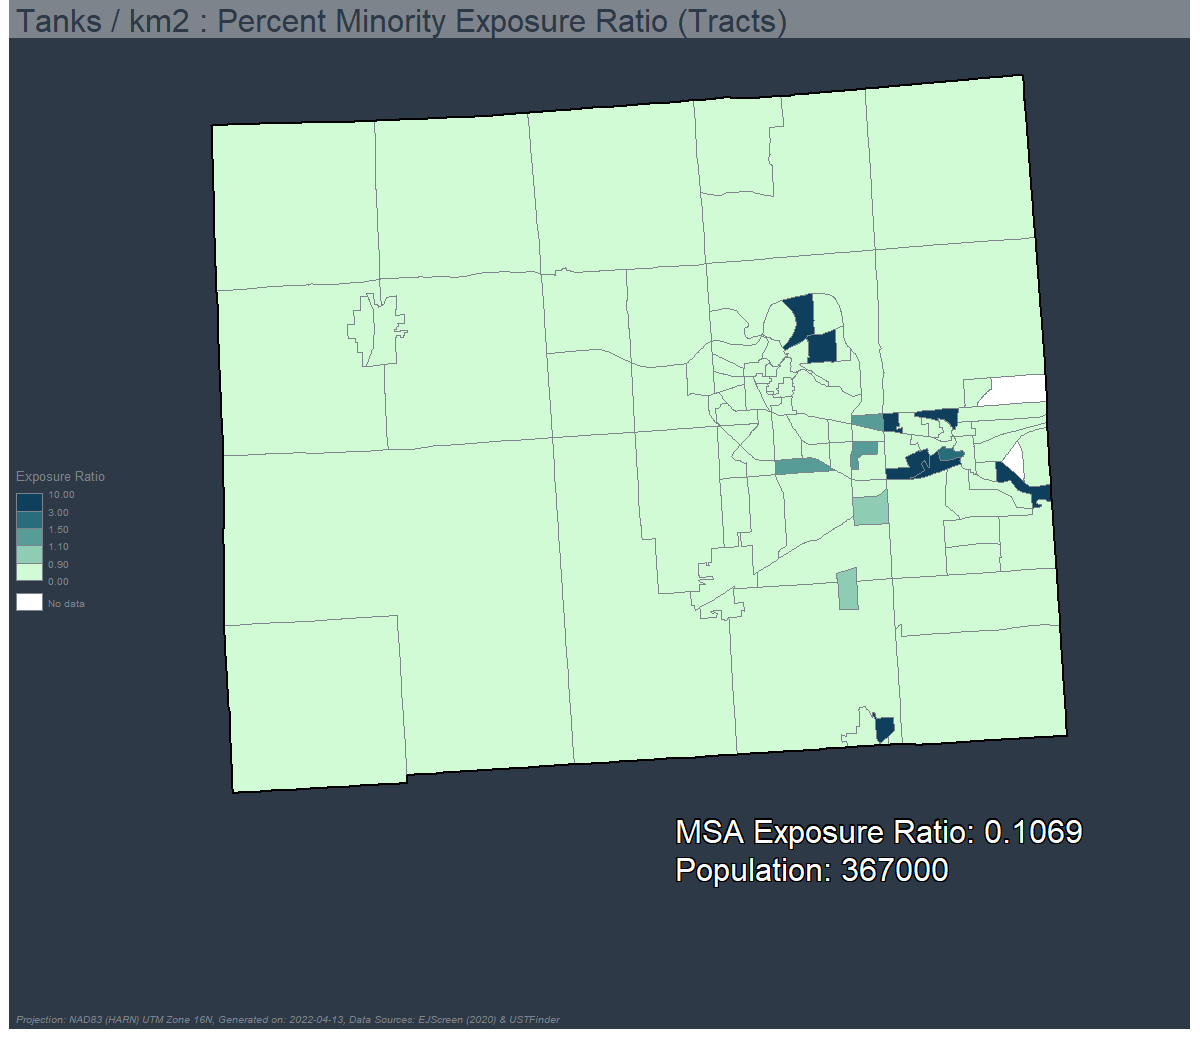 Tanks / km2 : Percent Minority Exposure Ratio (Tracts)
Exposure Ratio
10.00
3.00
1.50
1.10
0.90
0.00
No data
MSA Exposure Ratio: 0.1069
Population: 367000
Projection: NAD83 (HARN) UTM Zone 16N, Generated on: 2022-04-13, Data Sources: EJScreen (2020) & USTFinder